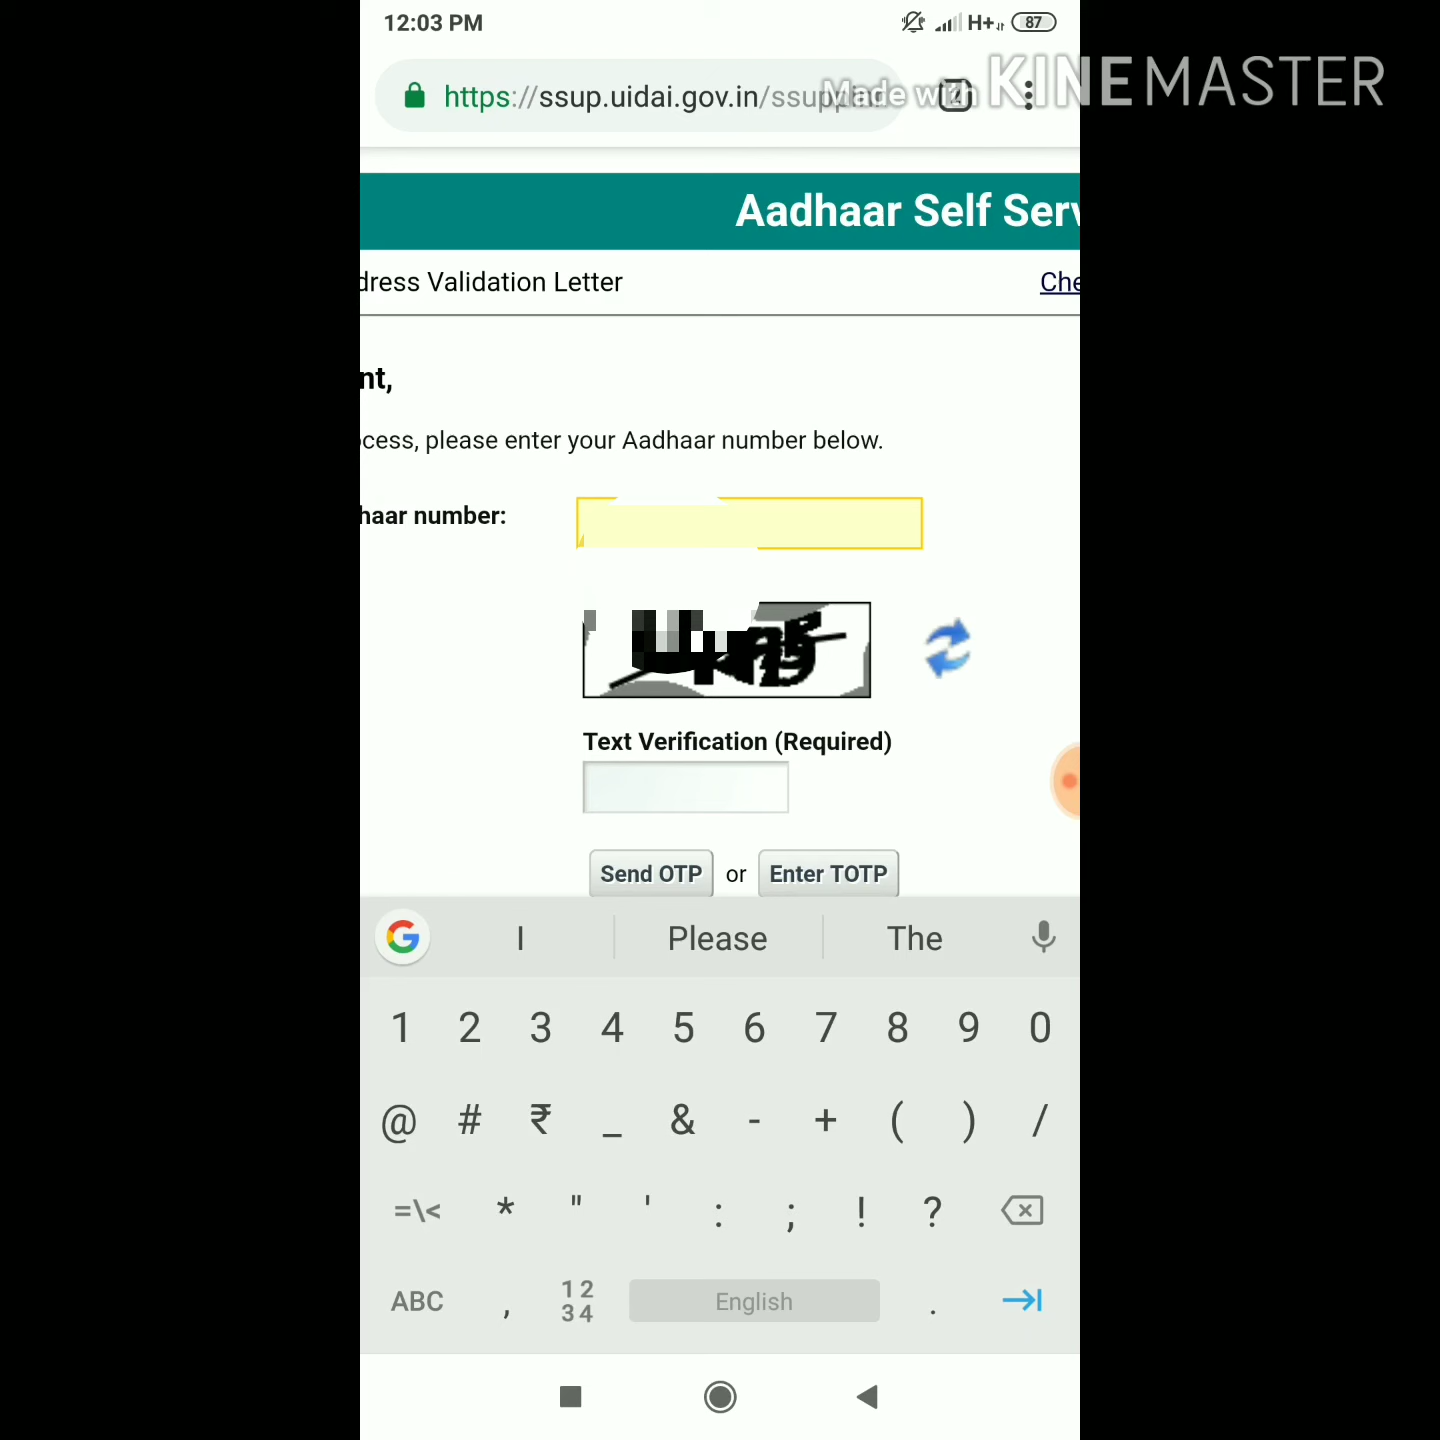 12:03 PM
H+
87
https://ssup.uidai.gov.in/ssup
Made with KINEMASTER
2
Aadhaar Self Serv
dress Validation Letter
Che
nt,
cess, please enter your Aadhaar number below.
haar number:
Text Verification (Required)
Send OTP or Enter TOTP
G
I Please The
1 2 3 4 5 6 7 8 9 0
@ # ₹ _ & - + ( ) /
=\< * " ' : ; ! ?
ABC , 12 34 English .